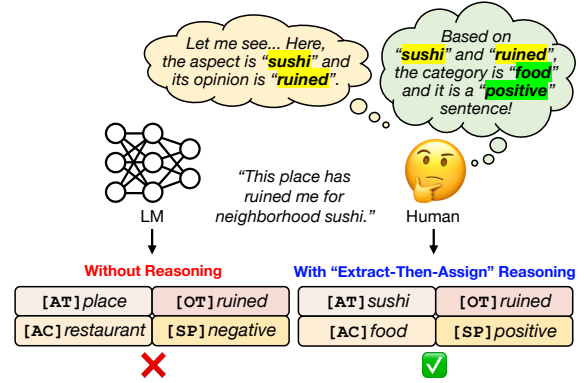 Let me see... Here,
the aspect is “sushi” and
its opinion is “ruined”.
Based on
“sushi” and “ruined”,
the category is “food”
and it is a “positive”
sentence!
“This place has
ruined me for
neighborhood sushi.”
LM
Human
Without Reasoning
With “Extract-Then-Assign” Reasoning
[AT]place [OT]ruined
[AC]restaurant [SP]negative
[AT]sushi [OT]ruined
[AC]food [SP]positive